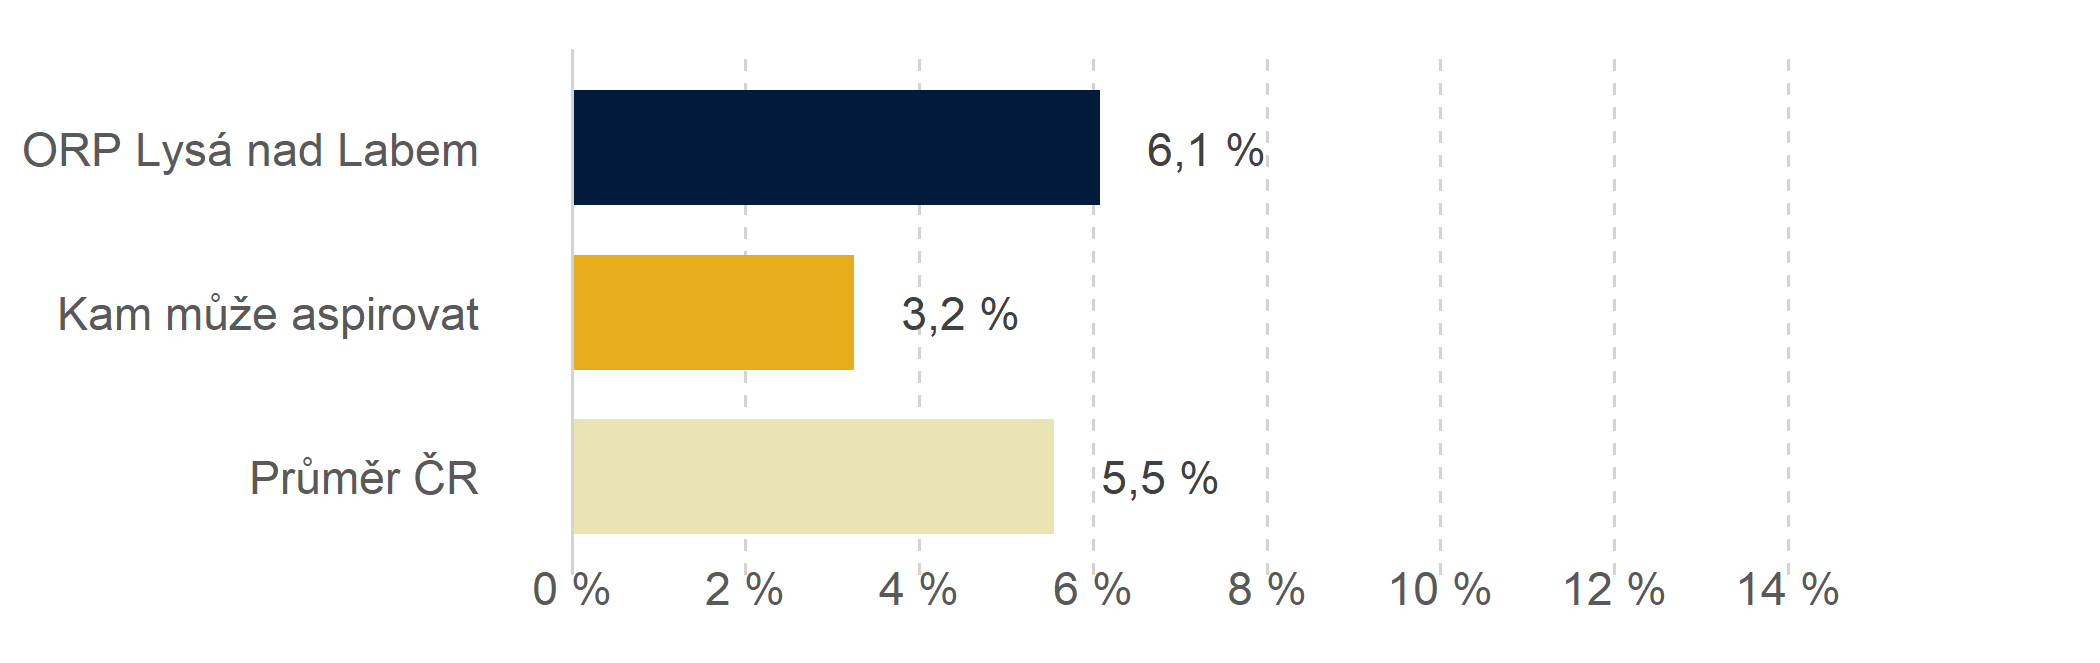 ORP Lysá nad Labem
6,1 %
Kam může aspirovat
3,2 %
Průměr ČR
5,5 %
0 % 2 % 4 % 6 % 8 % 10 % 12 % 14 %